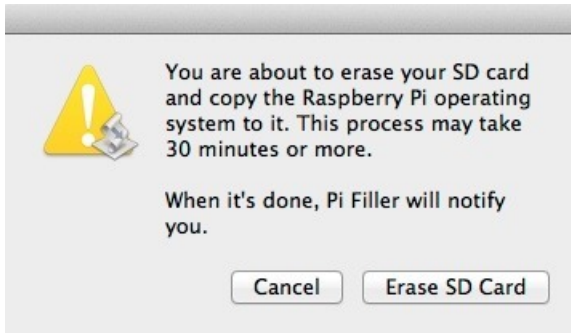 You are about to erase your SD card
and copy the Raspberry Pi operating
system to it. This process may take
30 minutes or more.
When it's done, Pi Filler will notify
you.
Cancel
Erase SD Card